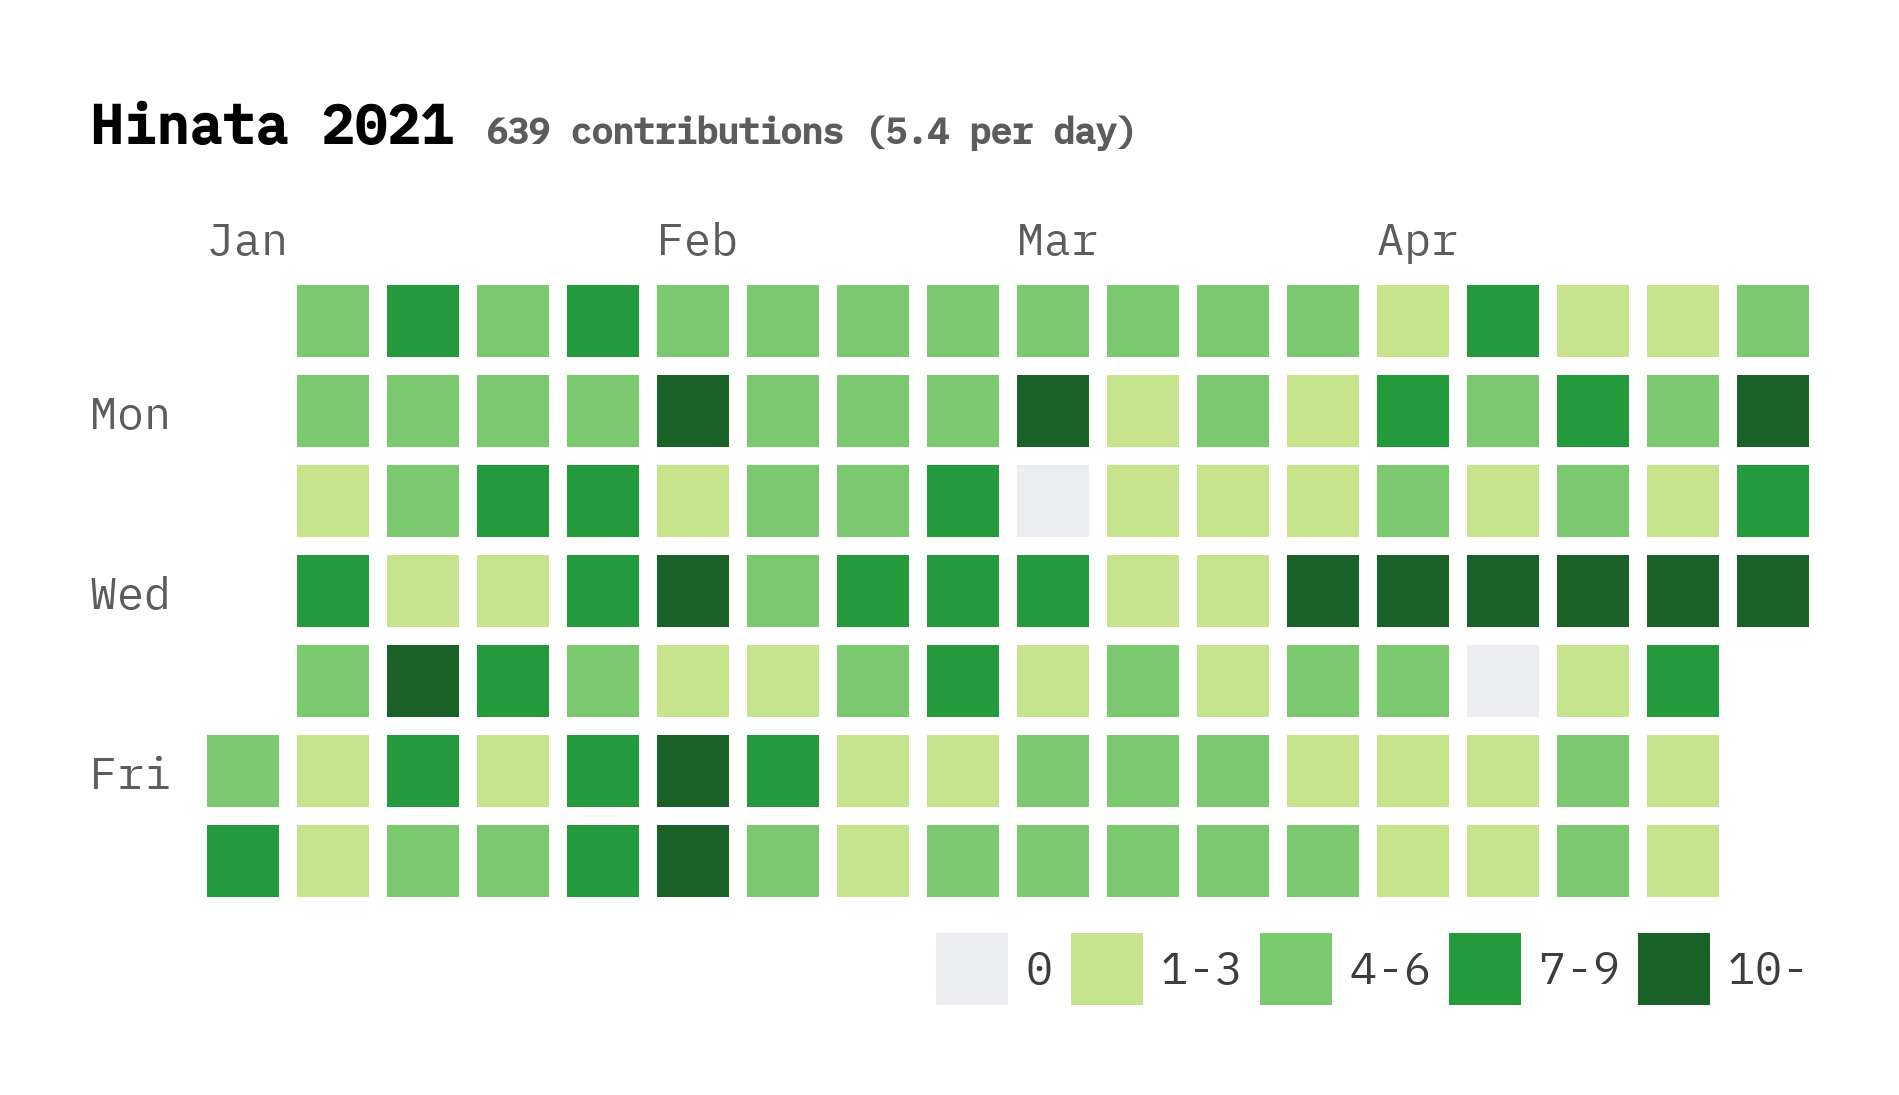 Hinata 2021 639 contributions (5.4 per day)
Jan Feb Mar Apr
Mon
Wed
Fri
0 1-3 4-6 7-9 10-